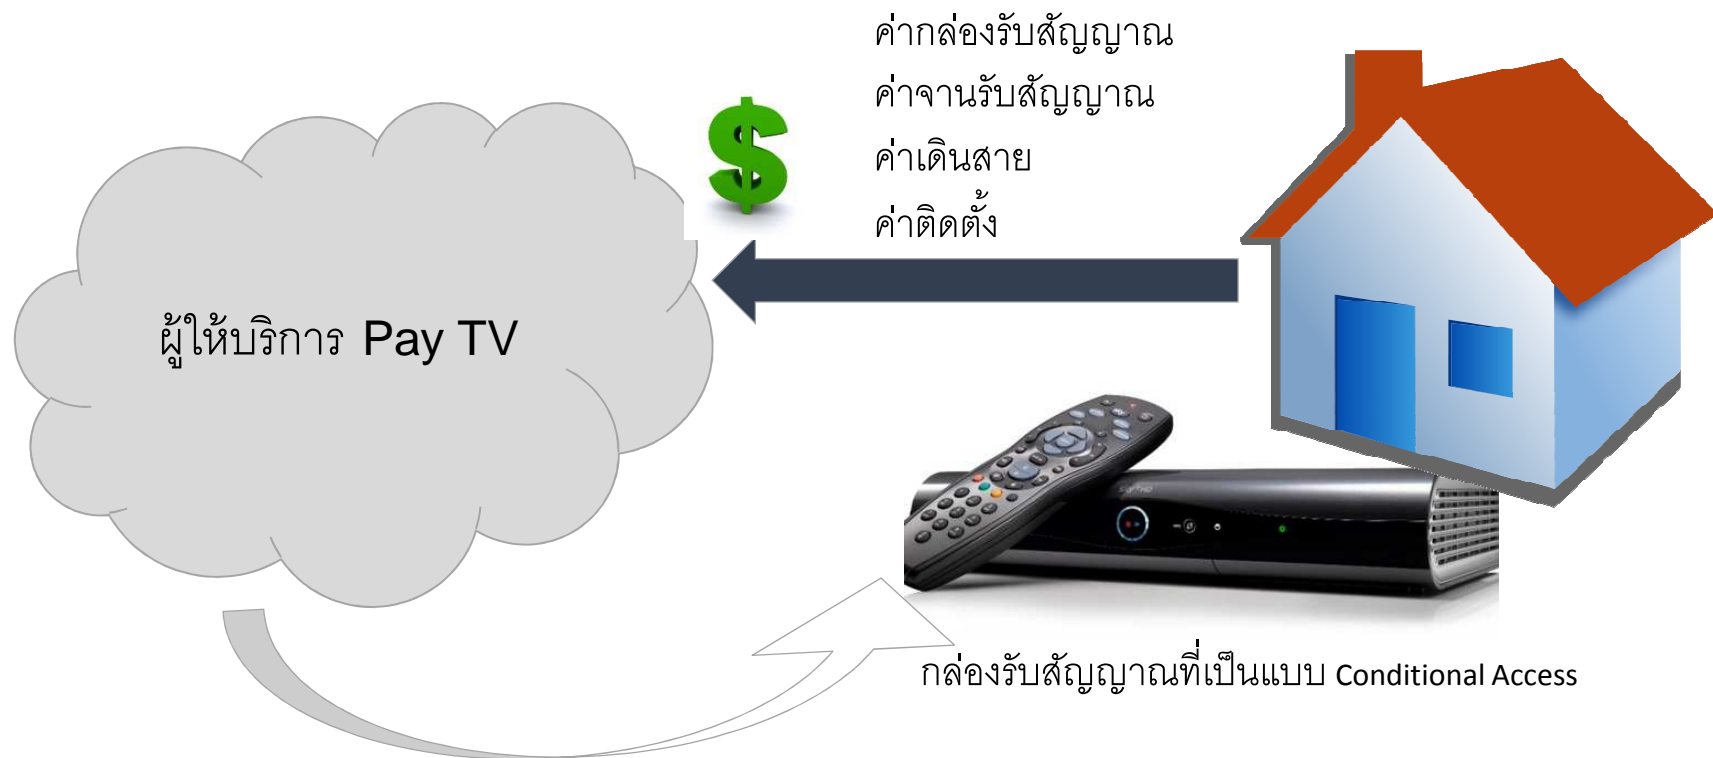 ค่ากล่องรับสัญญาณ
ค่าจานรับสัญญาณ
ค่าเดินสาย
ค่าติดตั้ง
ผู้ให้บริการ Pay TV
กล่องรับสัญญาณที่เป็นแบบ Conditional Access